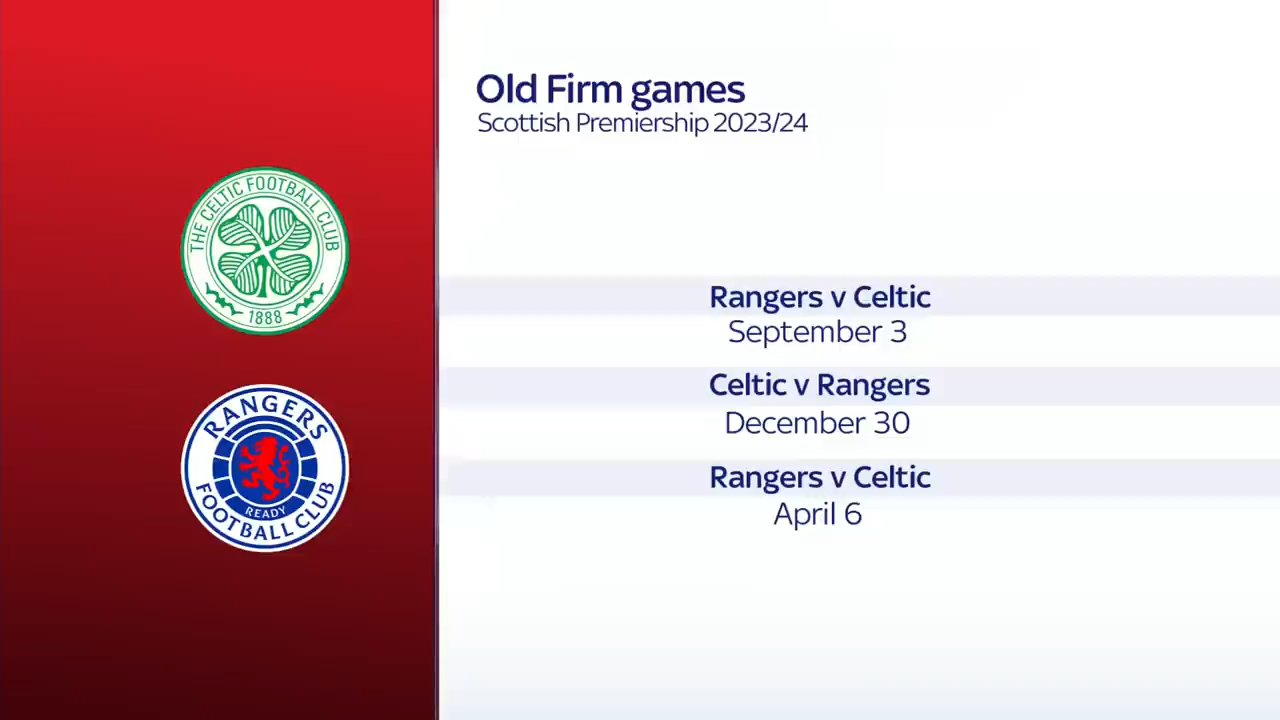 Old Firm games
Scottish Premiership 2023/24
THE CELTIC FOOTBALL CLUB
1888
Rangers v Celtic
September 3
Celtic v Rangers
December 30
RANGERS
READY
FOOTBALL CLUB
Rangers v Celtic
April 6